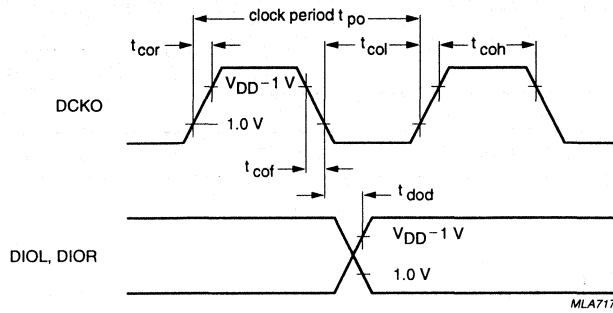 clock period t po
t cor
t col
t coh
V DD – 1 V
DCKO
1.0 V
t cof
t dod
V DD – 1 V
DIOL, DIOR
1.0 V
MLA717